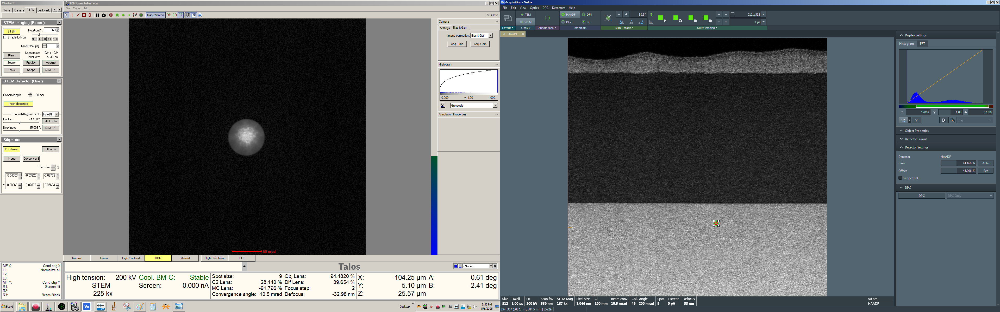 Workset
Tune Camera STEM Dark-Field
STEM Imaging (Expert)
STEM Rotation (°): 86.1
Enable LMscan
90< 1< 0 >1 >90
Dwell time [µs]: 1
Scan frame: 1024 x 1024
Blank Pixel size: 523.1 pm
Search Preview Acquire
Focus Scope Auto C/B
STEM Detector (User)
Camera length: 160 mm
Insert detectors
Contrast/Brightness of: HAADF
Contrast 44.160 % MF knobs
Brightness 45.006 % Auto C/B
Stigmator
Condenser Diffraction
None Condenser 3
Step size: 2
x -0.04503 -0.03920 -0.03728
y 0.08060 0.07822 0.07603
MF X: Cond stig X
L1: Normalize all
L2:
L3:
MF Y: Cond stig Y
R1: Screen lift
R2:
R3: Beam Blank
TEM User Interface
File Mode Help
Insert Screen
Close
Camera
Settings Bias & Gain
Image correction: Bias & Gain
Acq. Bias Acq. Gain
Histogram
0.000 γ: 4.00 1.000
Greyscale
Annotation Properties
60 mrad
Natural Linear High Contrast HDR Manual High Resolution FFT
Talos
- None -
High tension: 200 kV Cool. BM-C: Stable
STEM Screen: 0.000 nA
225 kx
Spot size: 9 Obj Lens: 94.4820 %
C2 Lens: 28.140 % Dif Lens: 39.654 %
MC Lens: -91.796 % Focus step: 2
Convergence angle: 10.5 mrad Defocus: -32.98 nm
X: -104.25 µm A: 0.61 deg
Y: 5.10 µm B: -2.41 deg
Z: 25.57 µm
Start
Ve
Desktop
3:33 PM
5/6/2025
Ve Acquisition - Velox
File Edit View Optics DPC Detectors Help
TEM HAADF DF4 86.1° 512 x 512
STEM DF2 BF 1 µs
Layout Optics Annotations Detectors Scan Rotation STEM Imaging
A : HAADF
Display Settings
Histogram FFT
12007 γ 1.00 57310
V D gray
Object Properties
Detector Layout
Detector Settings
Detector HAADF
Gain 44.160 % Auto
Offset 45.006 % Set
Scope tool
DPC
DPC DPC Only
Size Dwell HT Scan fov STEM Mag Pixel size CL Beam conv. Coll. Angle Spot I screen Defocus
512 1.00 µs 200 kV 536 nm 187 kx 1.046 nm 160 mm 10.5 mrad 49 - 200 mrad 9 0 pA -33 nm
50 nm
HAADF
294, 367 (308.1 nm, 384.5 nm) | 35729